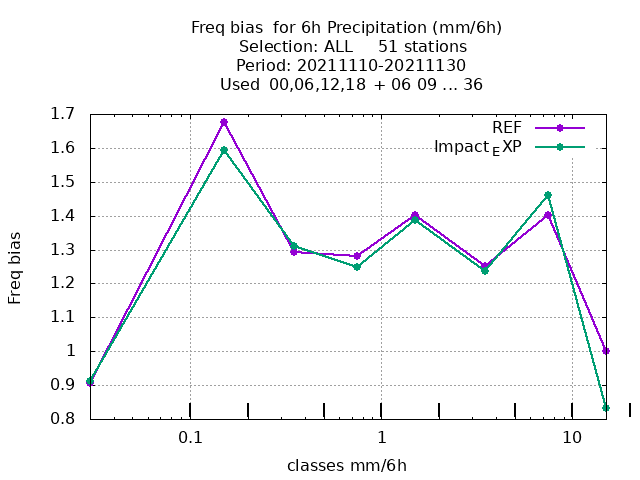 Freq bias  for 6h Precipitation (mm/6h)
Selection: ALL     51 stations
Period: 20211110-20211130
Used 00,06,12,18 + 06 09 ... 36
1.7
1.6
1.5
1.4
1.3
1.2
1.1
1
0.9
0.8
Freq bias
REF
Impact_EXP
0.1
1
10
classes mm/6h